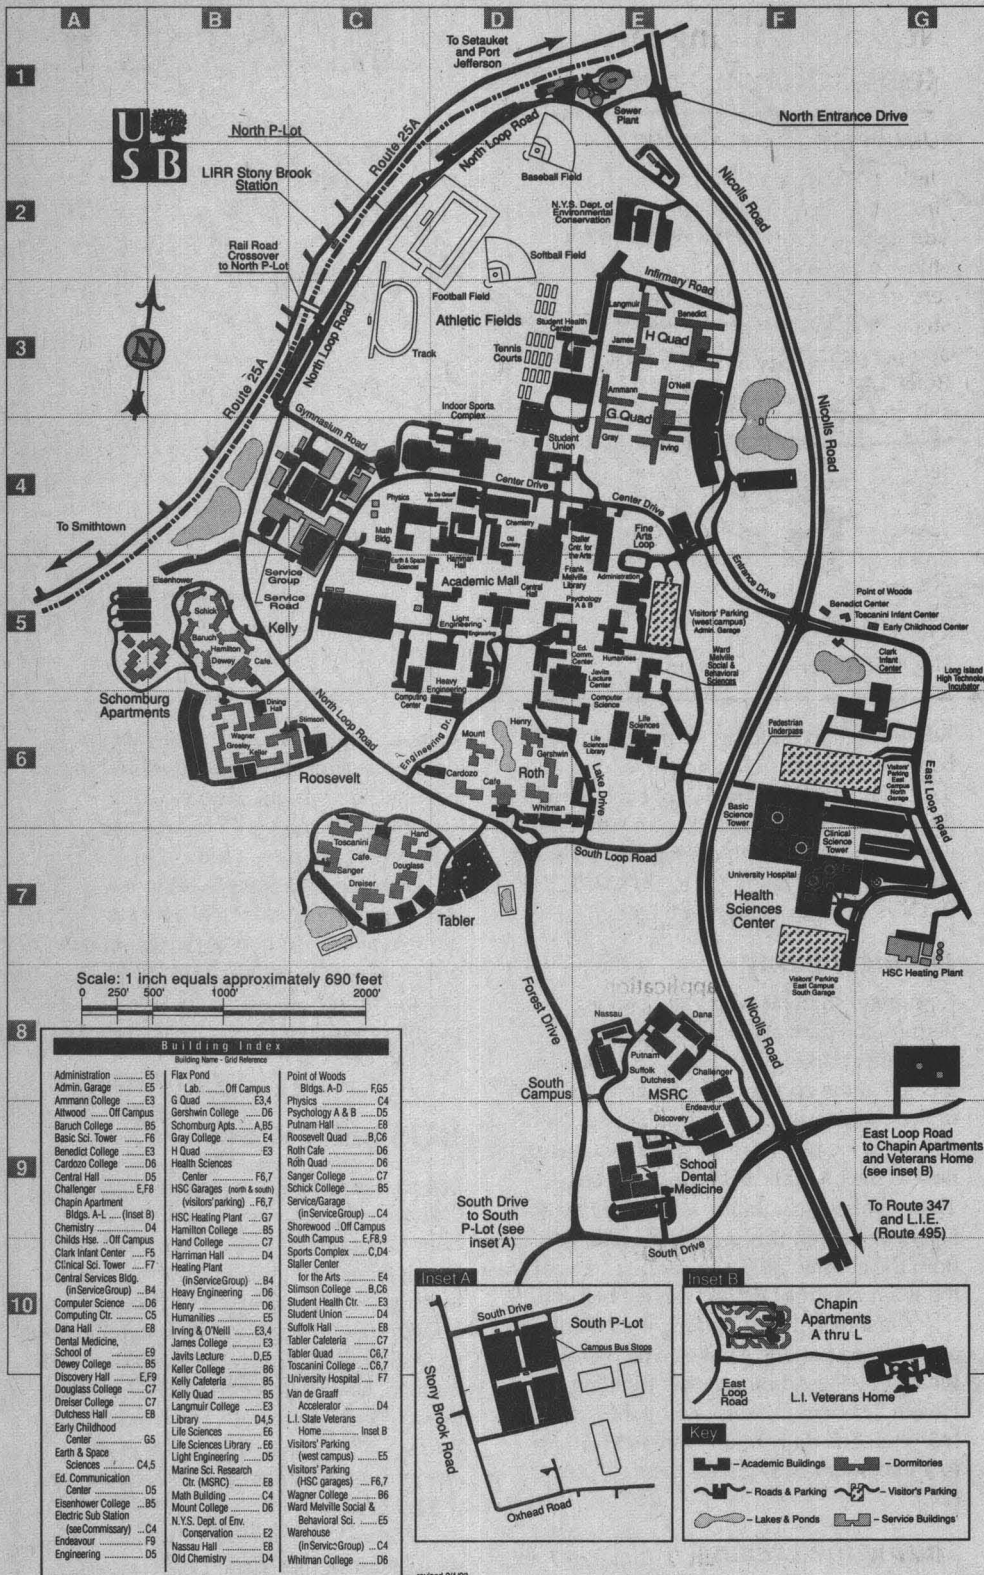 A B C D E F G
1
2
3
4
5
6
7
8
9
10
U
S B
To Setauket
and Port
Jefferson
North P-Lot
Route 25A
North Loop Road
Sewer
Plant
North Entrance Drive
LIRR Stony Brook
Station
Baseball Field
Nicolls Road
N.Y.S. Dept. of
Environmental
Conservation
Rail Road
Crossover
to North P-Lot
Softball Field
Infirmary Road
Football Field
Athletic Fields
Langmuir
Benedict
Student Health
Center
H Quad
James
N
North Loop Road
Track
Tennis
Courts
Route 25A
Ammann
O'Neill
G Quad
Gray
Irving
Nicolls Road
Gymnasium Road
Indoor Sports
Complex
Student
Union
Center Drive
Center Drive
Physics
Van De Graaff
Accelerator
Chemistry
Math
Bldg.
Old
Chemistry
Staller
Cntr. for
the Arts
Fine
Arts
Loop
To Smithtown
Earth & Space
Sciences
Harriman
Hall
Academic Mall
Central
Hall
Frank
Melville
Library
Administration
Entrance Drive
Eisenhower
Service
Group
Service
Road
Schick
Kelly
Baruch
Hamilton
Dewey
Cafe.
Psychology
A & B
Light
Engineering
Engineering
Visitors' Parking
(west campus)
Admin. Garage
Point of Woods
Benedict Center
Toscanini Infant Center
Early Childhood Center
Clark
Infant
Center
Long Island
High Technology
Incubator
Ward
Melville
Social &
Behavioral
Sciences
Humanities
Ed.
Comm.
Center
Javits
Lecture
Center
Heavy
Engineering
Computing
Center
Computer
Science
Schomburg
Apartments
North Loop Road
Dining
Hall
Stimson
Wagner
Greeley
Keller
Roosevelt
Engineering Dr.
Henry
Mount
Gershwin
Cardozo
Cafe
Roth
Whitman
Life
Sciences
Life
Sciences
Library
Lake Drive
Pedestrian
Underpass
Visitors'
Parking
East
Campus
North
Garage
East Loop Road
Basic
Science
Tower
Clinical
Science
Tower
Toscanini
Hand
Cafe.
Sanger
Douglass
Dreiser
Tabler
South Loop Road
University Hospital
Health
Sciences
Center
HSC Heating Plant
Visitors' Parking
East Campus
South Garage
Scale: 1 inch equals approximately 690 feet
0 250' 500' 1000' 2000'
Forest Drive
Nassau
Dana
Putnam
Suffolk
Dutchess
Challenger
MSRC
Endeavour
Discovery
Nicolls Road
South
Campus
School
Dental
Medicine
East Loop Road
to Chapin Apartments
and Veterans Home
(see inset B)
South Drive
to South
P-Lot (see
inset A)
South Drive
To Route 347
and L.I.E.
(Route 495)
Building Index
Building Name - Grid Reference
Administration .......... E5
Admin. Garage ........ E5
Ammann College ...... E3
Attwood ...... Off Campus
Baruch College ......... B5
Basic Sci. Tower ....... F6
Benedict College ....... E3
Cardozo College ....... D6
Central Hall ............. D5
Challenger ........... E,F8
Chapin Apartment
Bldgs. A-L ..... (Inset B)
Chemistry ................ D4
Childs Hse. .. Off Campus
Clark Infant Center ..... F5
Clinical Sci. Tower ...... F7
Central Services Bldg.
(in Service Group) ... B4
Computer Science ..... D6
Computing Ctr. ......... C5
Dana Hall ................ E8
Dental Medicine,
School of ............ E9
Dewey College ......... B5
Discovery Hall ....... E,F9
Douglass College ...... C7
Dreiser College ........ C7
Dutchess Hall .......... E8
Early Childhood
Center ................ G5
Earth & Space
Sciences ........... C4,5
Ed. Communication
Center ................ D5
Eisenhower College ... B5
Electric Sub Station
(see Commissary) ... C4
Endeavour .............. F9
Engineering ............. D5
Flax Pond
Lab. ...... Off Campus
G Quad ................ E3,4
Gershwin College ...... D6
Schomburg Apts. .... A,B5
Gray College ............ E4
H Quad ................... E3
Health Sciences
Center ............... F6,7
HSC Garages (north & south)
(visitors' parking) ... F6,7
HSC Heating Plant ..... G7
Hamilton College ....... B5
Hand College ........... C7
Harriman Hall .......... D4
Heating Plant
(in Service Group) .... B4
Heavy Engineering .... D6
Henry ..................... D6
Humanities .............. E5
Irving & O'Neill ....... E3,4
James College .......... E3
Javits Lecture ........ D,E5
Keller College .......... B6
Kelly Cafeteria ......... B5
Kelly Quad .............. B5
Langmuir College ...... E3
Library ................. D4,5
Life Sciences ........... E6
Life Sciences Library .. E6
Light Engineering ...... D5
Marine Sci. Research
Ctr. (MSRC) .......... E8
Math Building .......... C4
Mount College ......... D6
N.Y.S. Dept. of Env.
Conservation ......... E2
Nassau Hall ............. E8
Old Chemistry .......... D4
Point of Woods
Bldgs. A-D ........ F,G5
Physics .................. C4
Psychology A & B ..... D5
Putnam Hall ............ E8
Roosevelt Quad ..... B,C6
Roth Cafe ............... D6
Roth Quad .............. D6
Sanger College ......... C7
Schick College .......... B5
Service/Garage
(in Service Group) ... C4
Shorewood .. Off Campus
South Campus .... E,F8,9
Sports Complex .... C,D4
Staller Center
for the Arts ........... E4
Stimson College ..... B,C6
Student Health Ctr. .... E3
Student Union .......... D4
Suffolk Hall ............. E8
Tabler Cafeteria ........ C7
Tabler Quad .......... C6,7
Toscanini College .... C6,7
University Hospital .... F7
Van de Graaff
Accelerator ........... D4
L.I. State Veterans
Home ............ Inset B
Visitors' Parking
(west campus) ....... E5
Visitors' Parking
(HSC garages) ..... F6,7
Wagner College ........ B6
Ward Melville Social &
Behavioral Sci. ....... E5
Warehouse
(in Service Group) ... C4
Whitman College ...... D6
Inset A
South Drive
South P-Lot
Campus Bus Stops
Stony Brook Road
Oxhead Road
Inset B
Chapin
Apartments
A thru L
East
Loop
Road
L.I. Veterans Home
Key
– Academic Buildings
– Dormitories
– Roads & Parking
– Visitor's Parking
– Lakes & Ponds
– Service Buildings